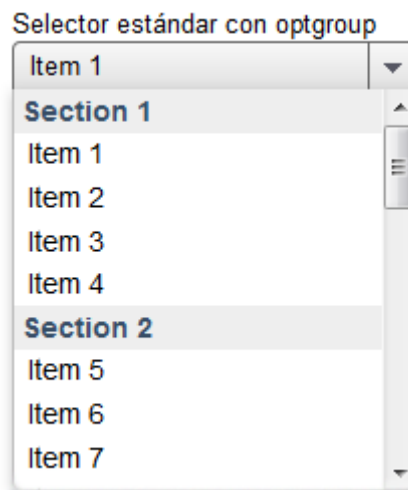 Selector estándar con optgroup
Item 1
Section 1
Item 1
Item 2
Item 3
Item 4
Section 2
Item 5
Item 6
Item 7